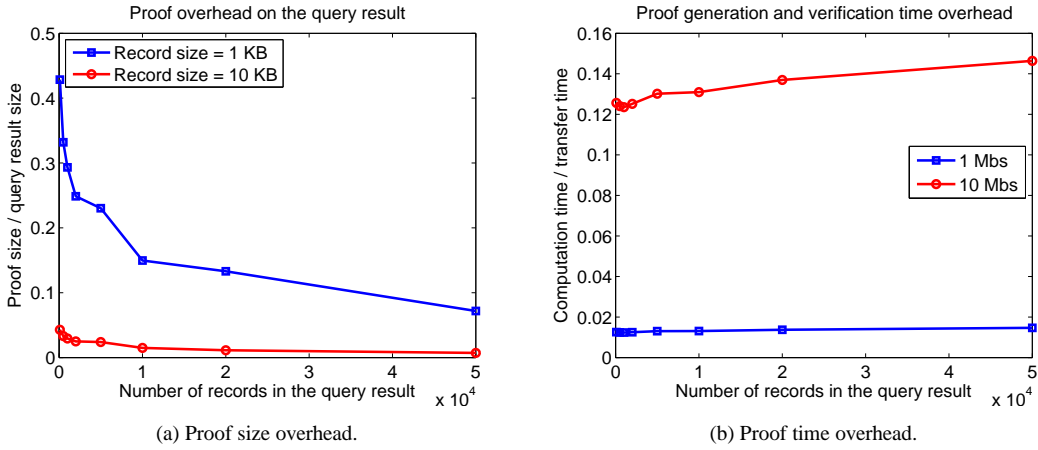 Proof overhead on the query result
0.5
0.4
0.3
0.2
0.1
0
Proof size / query result size
Record size = 1 KB
Record size = 10 KB
0 1 2 3 4 5
x 10^4
Number of records in the query result
(a) Proof size overhead.
Proof generation and verification time overhead
0.16
0.14
0.12
0.1
0.08
0.06
0.04
0.02
0
Computation time / transfer time
1 Mbs
10 Mbs
0 1 2 3 4 5
x 10^4
Number of records in the query result
(b) Proof time overhead.